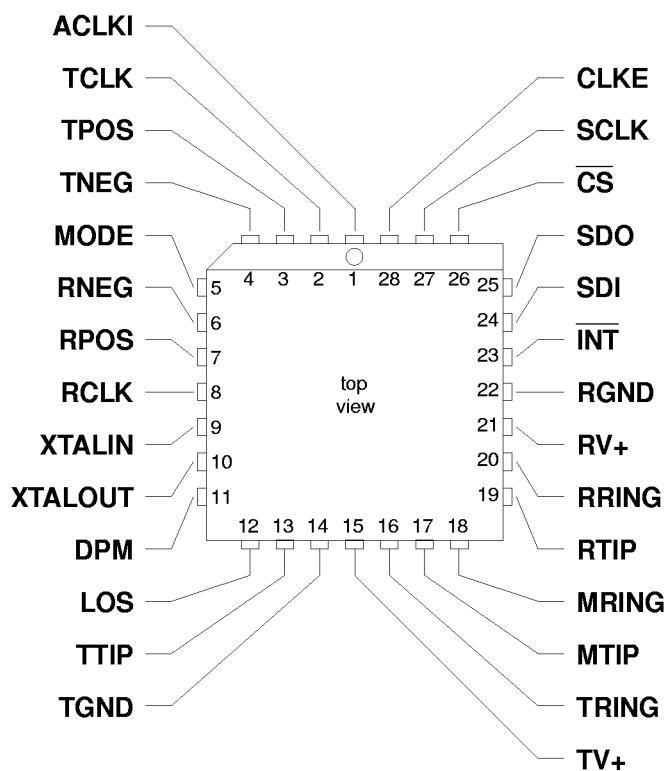 ACLKI
TCLK
TPOS
TNEG
MODE
RNEG
RPOS
RCLK
XTALIN
XTALOUT
DPM
LOS
TTIP
TGND
CLKE
SCLK
C̅S̅
SDO
SDI
I̅N̅T̅
RGND
RV+
RRING
RTIP
MRING
MTIP
TRING
TV+
4 3 2 1 28 27 26
5
6
7
8
9
10
11
25
24
23
22
21
20
19
top
view
12 13 14 15 16 17 18